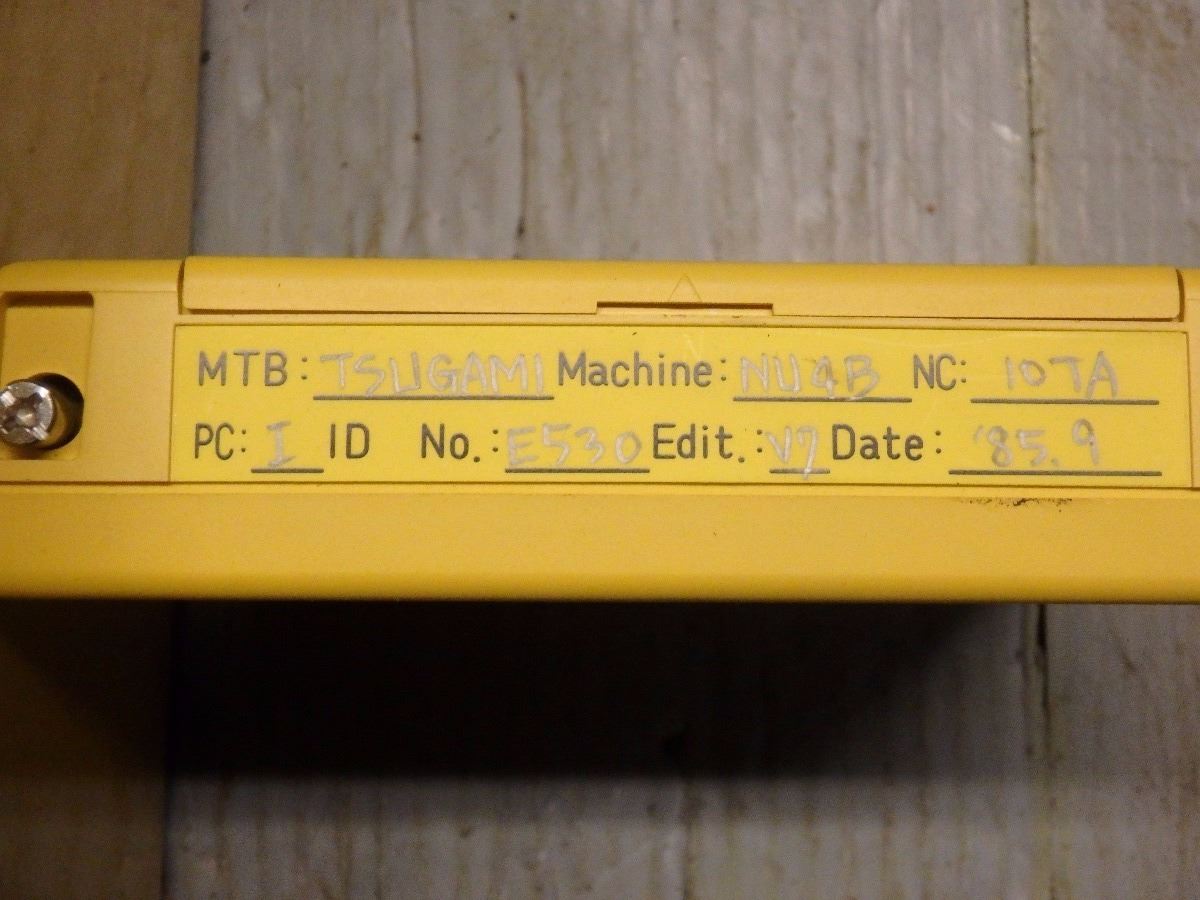 MTB: TSUGAMI Machine: NU4B NC: 10TA
PC: I ID No.: E530 Edit.: V7 Date: '85.9